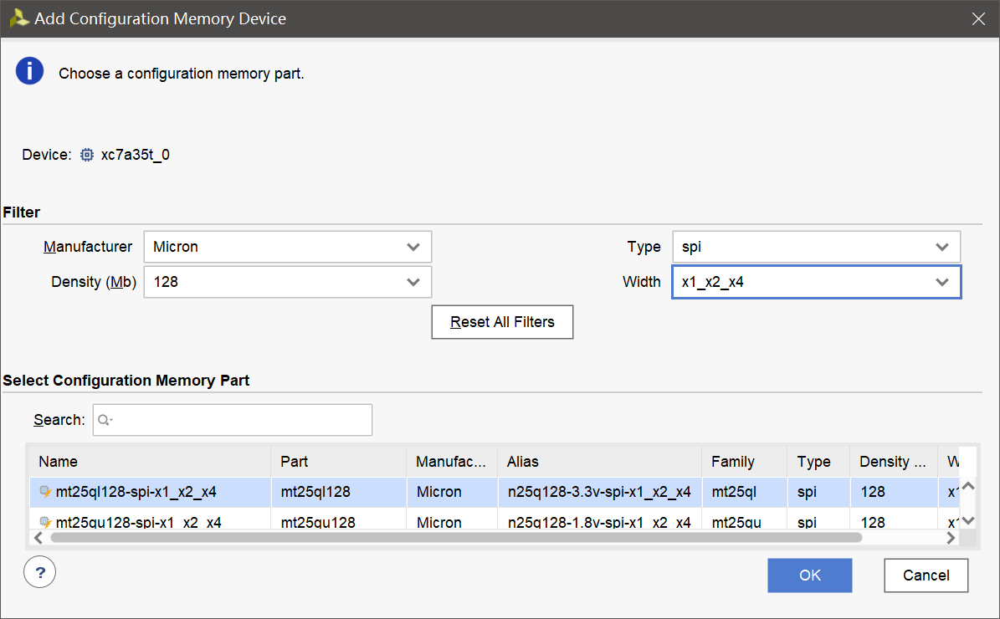 Add Configuration Memory Device
Choose a configuration memory part.
Device: xc7a35t_0
Filter
Manufacturer Micron Type spi
Density (Mb) 128 Width x1_x2_x4
Reset All Filters
Select Configuration Memory Part
Search:
Name Part Manufac... Alias Family Type Density ... W
mt25ql128-spi-x1_x2_x4 mt25ql128 Micron n25q128-3.3v-spi-x1_x2_x4 mt25ql spi 128 x1
mt25qu128-spi-x1_x2_x4 mt25qu128 Micron n25q128-1.8v-spi-x1_x2_x4 mt25qu spi 128 x1
? OK Cancel